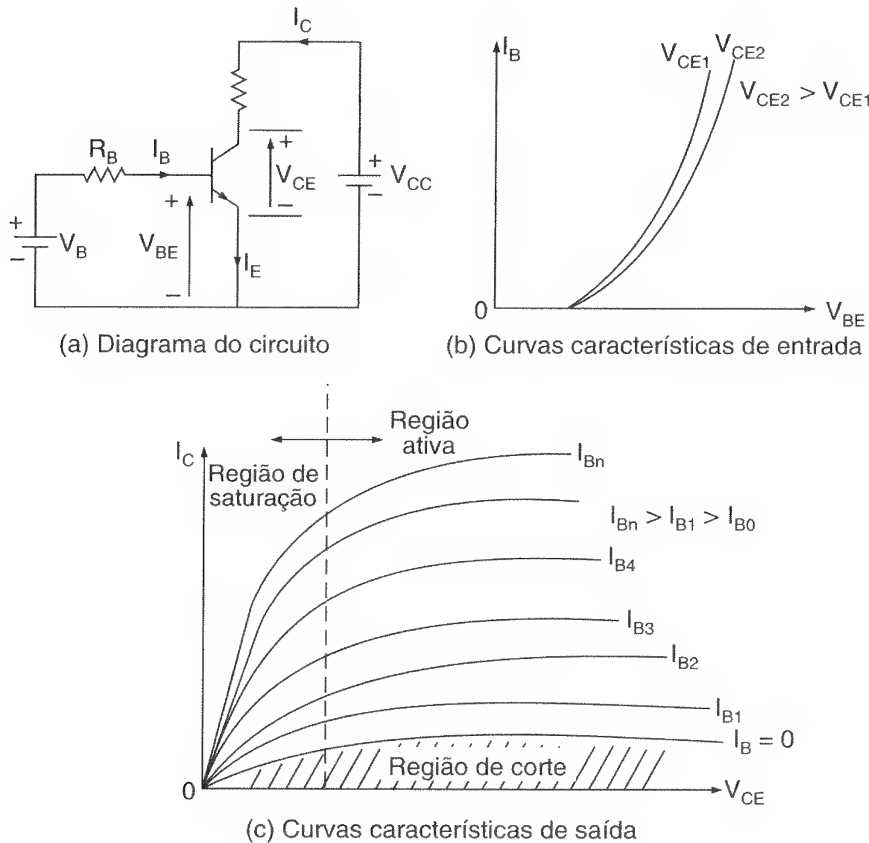 I_C
R_B
I_B
+
V_CE
−
+
V_CC
−
+
V_B
−
+
V_BE
−
I_E
(a) Diagrama do circuito
I_B
V_CE1
V_CE2
V_CE2 > V_CE1
0
V_BE
(b) Curvas características de entrada
I_C
Região de
saturação
Região
ativa
I_Bn
I_Bn > I_B1 > I_B0
I_B4
I_B3
I_B2
I_B1
I_B = 0
Região de corte
0
V_CE
(c) Curvas características de saída